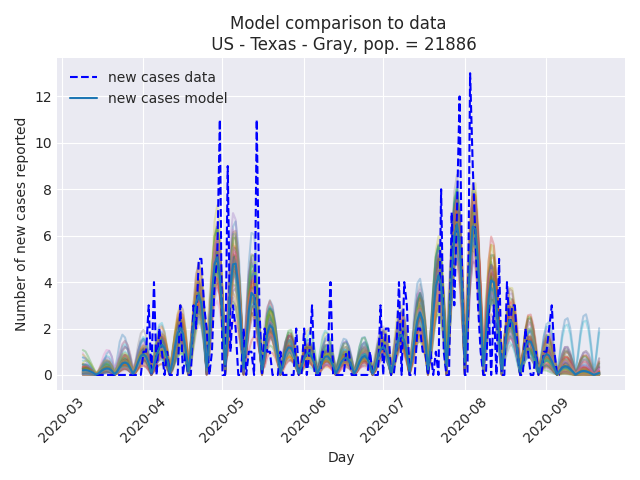 Model comparison to data
US - Texas - Gray, pop. = 21886
new cases data
new cases model
Number of new cases reported
12
10
8
6
4
2
0
2020-03
2020-04
2020-05
2020-06
2020-07
2020-08
2020-09
Day